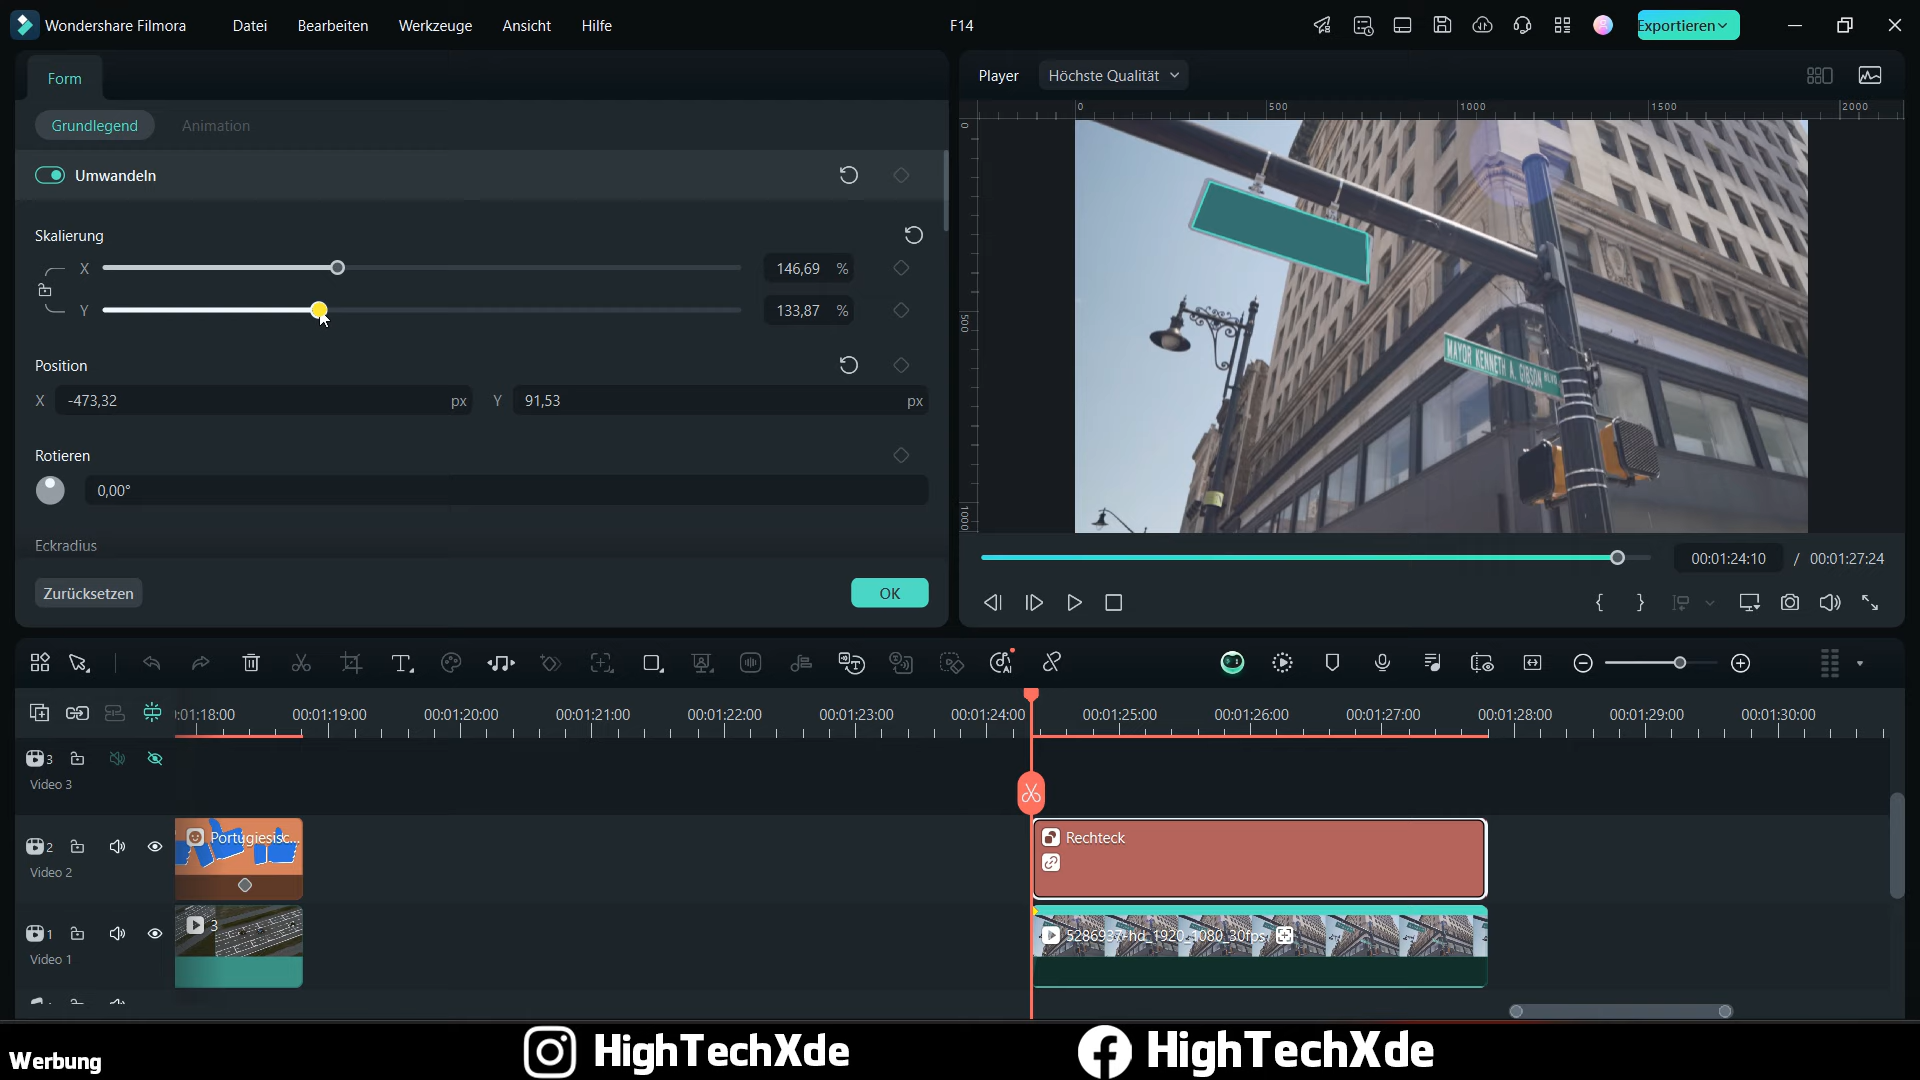 Wondershare Filmora Datei Bearbeiten Werkzeuge Ansicht Hilfe F14 Exportieren
Form
Player Höchste Qualität
Grundlegend Animation
0 500 1000 1500 2000
0
500
1000
Umwandeln
Skalierung
X 146,69 %
Y 133,87 %
Position
X -473,32 px Y 91,53 px
Rotieren
0,00°
Eckradius
Zurücksetzen OK
MAYOR KENNETH A. GIBSON BLVD
00:01:24:10 / 00:01:27:24
:01:18:00 00:01:19:00 00:01:20:00 00:01:21:00 00:01:22:00 00:01:23:00 00:01:24:00 00:01:25:00 00:01:26:00 00:01:27:00 00:01:28:00 00:01:29:00 00:01:30:00
3
Video 3
2
Video 2
Portugiesisc...
Rechteck
1
Video 1
3
5286937-hd_1920_1080_30fps
Werbung
HighTechXde
HighTechXde